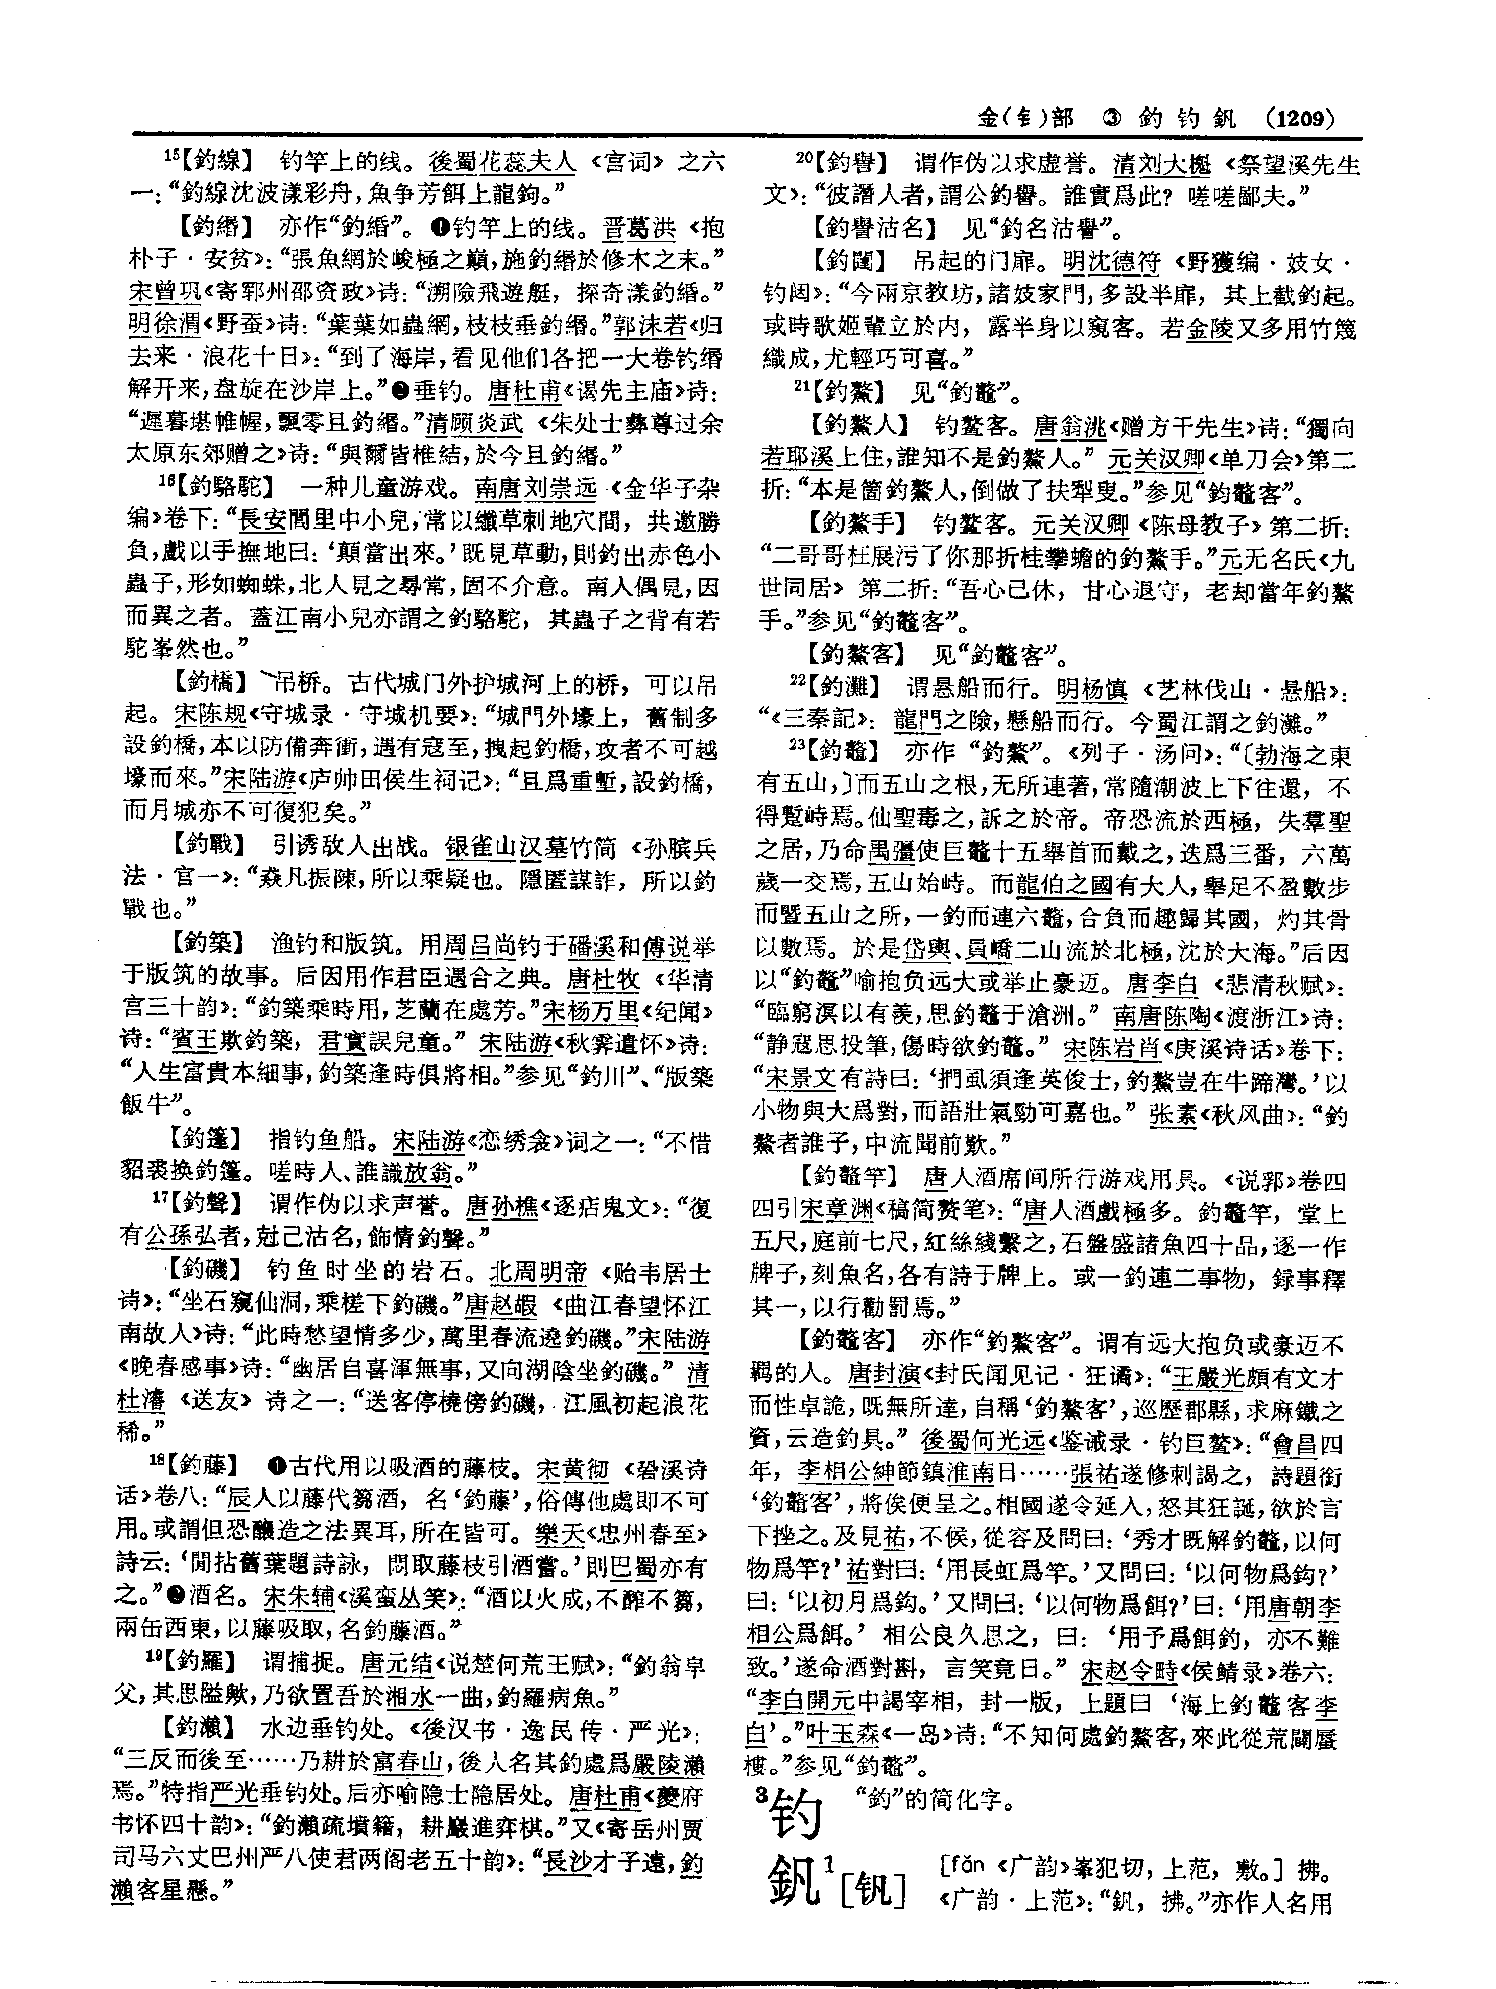 金(钅)部 ③ 釣 钓 釩 (1209)
¹⁵【釣線】 钓竿上的线。後蜀花蕊夫人《宫词》之六
一：“釣線沈波漾彩舟，魚争芳餌上龍鉤。”
【釣緡】 亦作“釣緍”。❶钓竿上的线。晋葛洪《抱
朴子·安贫》：“張魚網於峻極之巔，施釣緡於修木之末。”
宋曾巩《寄郓州邵资政》诗：“溯險飛遊艇，探奇漾釣緍。”
明徐渭《野蚕》诗：“葉葉如蟲網，枝枝垂釣緡。”郭沫若《归
去来·浪花十日》：“到了海岸，看见他们各把一大卷钓缗
解开来，盘旋在沙岸上。”❷垂钓。唐杜甫《谒先主庙》诗：
“遲暮堪帷幄，飄零且釣緡。”清顾炎武《朱处士彝尊过余
太原东郊赠之》诗：“與爾皆椎結，於今且釣緡。”
¹⁶【釣駱駝】 一种儿童游戏。南唐刘崇远《金华子杂
编》卷下：“長安閭里中小兒，常以纖草刺地穴間，共邀勝
負，戲以手撫地曰：‘顛當出來。’既見草動，則釣出赤色小
蟲子，形如蜘蛛，北人見之尋常，固不介意。南人偶見，因
而異之者。蓋江南小兒亦謂之釣駱駝，其蟲子之背有若
駝峯然也。”
【釣橋】 吊桥。古代城门外护城河上的桥，可以吊
起。宋陈规《守城录·守城机要》：“城門外壕上，舊制多
設釣橋，本以防備奔衝，遇有寇至，拽起釣橋，攻者不可越
壕而來。”宋陆游《庐帅田侯生祠记》：“且爲重塹，設釣橋，
而月城亦不可復犯矣。”
【釣戰】 引诱敌人出战。银雀山汉墓竹简《孙膑兵
法·官一》：“猋凡振陳，所以乘疑也。隱匿謀詐，所以釣
戰也。”
【釣築】 渔钓和版筑。用周吕尚钓于磻溪和傅说举
于版筑的故事。后因用作君臣遇合之典。唐杜牧《华清
宫三十韵》：“釣築乘時用，芝蘭在處芳。”宋杨万里《纪闻》
诗：“賓王欺釣築，君實誤兒童。”宋陆游《秋霁遣怀》诗：
“人生富貴本細事，釣築逢時俱將相。”参见“釣川”、“版築
飯牛”。
【釣篷】 指钓鱼船。宋陆游《恋绣衾》词之一：“不惜
貂裘换釣篷。嗟時人、誰識放翁。”
¹⁷【釣聲】 谓作伪以求声誉。唐孙樵《逐痁鬼文》：“復
有公孫弘者，尅己沽名，飾情釣聲。”
【釣磯】 钓鱼时坐的岩石。北周明帝《贻韦居士
诗》：“坐石窺仙洞，乘槎下釣磯。”唐赵嘏《曲江春望怀江
南故人》诗：“此時愁望情多少，萬里春流遶釣磯。”宋陆游
《晚春感事》诗：“幽居自喜渾無事，又向湖陰坐釣磯。”清
杜濬《送友》诗之一：“送客停橈傍釣磯，江風初起浪花
稀。”
¹⁸【釣藤】 ❶古代用以吸酒的藤枝。宋黄彻《䂬溪诗
话》卷八：“辰人以藤代篘酒，名‘釣藤’，俗傳他處即不可
用。或謂但恐釀造之法異耳，所在皆可。樂天《忠州春至》
詩云：‘閒拈舊葉題詩詠，悶取藤枝引酒嘗。’則巴蜀亦有
之。”❷酒名。宋朱辅《溪蛮丛笑》：“酒以火成，不醡不篘，
兩缶西東，以藤吸取，名釣藤酒。”
¹⁹【釣羅】 谓捕捉。唐元结《说楚何荒王赋》：“釣翁皁
父，其思隘歟，乃欲置吾於湘水一曲，釣羅病魚。”
【釣瀨】 水边垂钓处。《後汉书·逸民传·严光》：
“三反而後至……乃耕於富春山，後人名其釣處爲嚴陵瀨
焉。”特指严光垂钓处。后亦喻隐士隐居处。唐杜甫《夔府
书怀四十韵》：“釣瀨疏墳籍，耕巖進弈棋。”又《寄岳州贾
司马六丈巴州严八使君两阁老五十韵》：“長沙才子遠，釣
瀨客星懸。”
²⁰【釣譽】 谓作伪以求虚誉。清刘大櫆《祭望溪先生
文》：“彼譖人者，謂公釣譽。誰實爲此？嗟嗟鄙夫。”
【釣譽沽名】 见“釣名沽譽”。
【釣闥】 吊起的门扉。明沈德符《野獲编·妓女·
钓闼》：“今兩京教坊，諸妓家門，多設半扉，其上截釣起。
或時歌姬輩立於内，露半身以窺客。若金陵又多用竹篾
織成，尤輕巧可喜。”
²¹【釣鰲】 见“釣鼇”。
【釣鰲人】 钓鳌客。唐翁洮《赠方干先生》诗：“獨向
若耶溪上住，誰知不是釣鰲人。”元关汉卿《单刀会》第二
折：“本是箇釣鰲人，倒做了扶犁叟。”参见“釣鼇客”。
【釣鰲手】 钓鳌客。元关汉卿《陈母教子》第二折：
“二哥哥枉展污了你那折桂攀蟾的釣鰲手。”元无名氏《九
世同居》第二折：“吾心已休，甘心退守，老却當年釣鰲
手。”参见“釣鼇客”。
【釣鰲客】 见“釣鼇客”。
²²【釣灘】 谓悬船而行。明杨慎《艺林伐山·悬船》：
“《三秦記》：龍門之險，懸船而行。今蜀江謂之釣灘。”
²³【釣鼇】 亦作“釣鰲”。《列子·汤问》：“〔勃海之東
有五山，〕而五山之根，无所連著，常隨潮波上下往還，不
得蹔峙焉。仙聖毒之，訴之於帝。帝恐流於西極，失羣聖
之居，乃命禺彊使巨鼇十五舉首而戴之，迭爲三番，六萬
歲一交焉，五山始峙。而龍伯之國有大人，舉足不盈數步
而暨五山之所，一釣而連六鼇，合負而趣歸其國，灼其骨
以數焉。於是岱輿、員嶠二山流於北極，沈於大海。”后因
以“釣鼇”喻抱负远大或举止豪迈。唐李白《悲清秋赋》：
“臨窮溟以有羨，思釣鼇于滄洲。”南唐陈陶《渡浙江》诗：
“静寇思投筆，傷時欲釣鼇。”宋陈岩肖《庚溪诗话》卷下：
“宋景文有詩曰：‘捫虱須逢英俊士，釣鰲豈在牛蹄灣。’以
小物與大爲對，而語壯氣勁可嘉也。”张素《秋风曲》：“釣
鰲者誰子，中流聞前歎。”
【釣鼇竿】 唐人酒席间所行游戏用具。《说郛》卷四
四引宋章渊《稿简赘笔》：“唐人酒戲極多。釣鼇竿，堂上
五尺，庭前七尺，紅絲綫繫之，石盤盛諸魚四十品，逐一作
牌子，刻魚名，各有詩于牌上。或一釣連二事物，録事釋
其一，以行勸罰焉。”
【釣鼇客】 亦作“釣鰲客”。谓有远大抱负或豪迈不
羁的人。唐封演《封氏闻见记·狂谲》：“王嚴光頗有文才
而性卓詭，既無所達，自稱‘釣鰲客’，巡歷郡縣，求麻鐵之
資，云造釣具。”後蜀何光远《鉴诫录·钓巨鳌》：“會昌四
年，李相公紳節鎮淮南日……張祜遂修刺謁之，詩題銜
‘釣鼇客’，將俟便呈之。相國遂令延入，怒其狂誕，欲於言
下挫之。及見祜，不候，從容及問曰：‘秀才既解釣鼇，以何
物爲竿？’祜對曰：‘用長虹爲竿。’又問曰：‘以何物爲鉤？’
曰：‘以初月爲鉤。’又問曰：‘以何物爲餌？’曰：‘用唐朝李
相公爲餌。’相公良久思之，曰：‘用予爲餌釣，亦不難
致。’遂命酒對斟，言笑竟日。”宋赵令畤《侯鲭录》卷六：
“李白開元中謁宰相，封一版，上題曰‘海上釣鼇客李
白’。”叶玉森《一岛》诗：“不知何處釣鰲客，來此從荒闢蜃
樓。”参见“釣鼇”。
³钓 “釣”的简化字。
釩¹[钒] [fǎn 《广韵》峯犯切，上范，敷。] 拂。
《广韵·上范》：“釩，拂。”亦作人名用